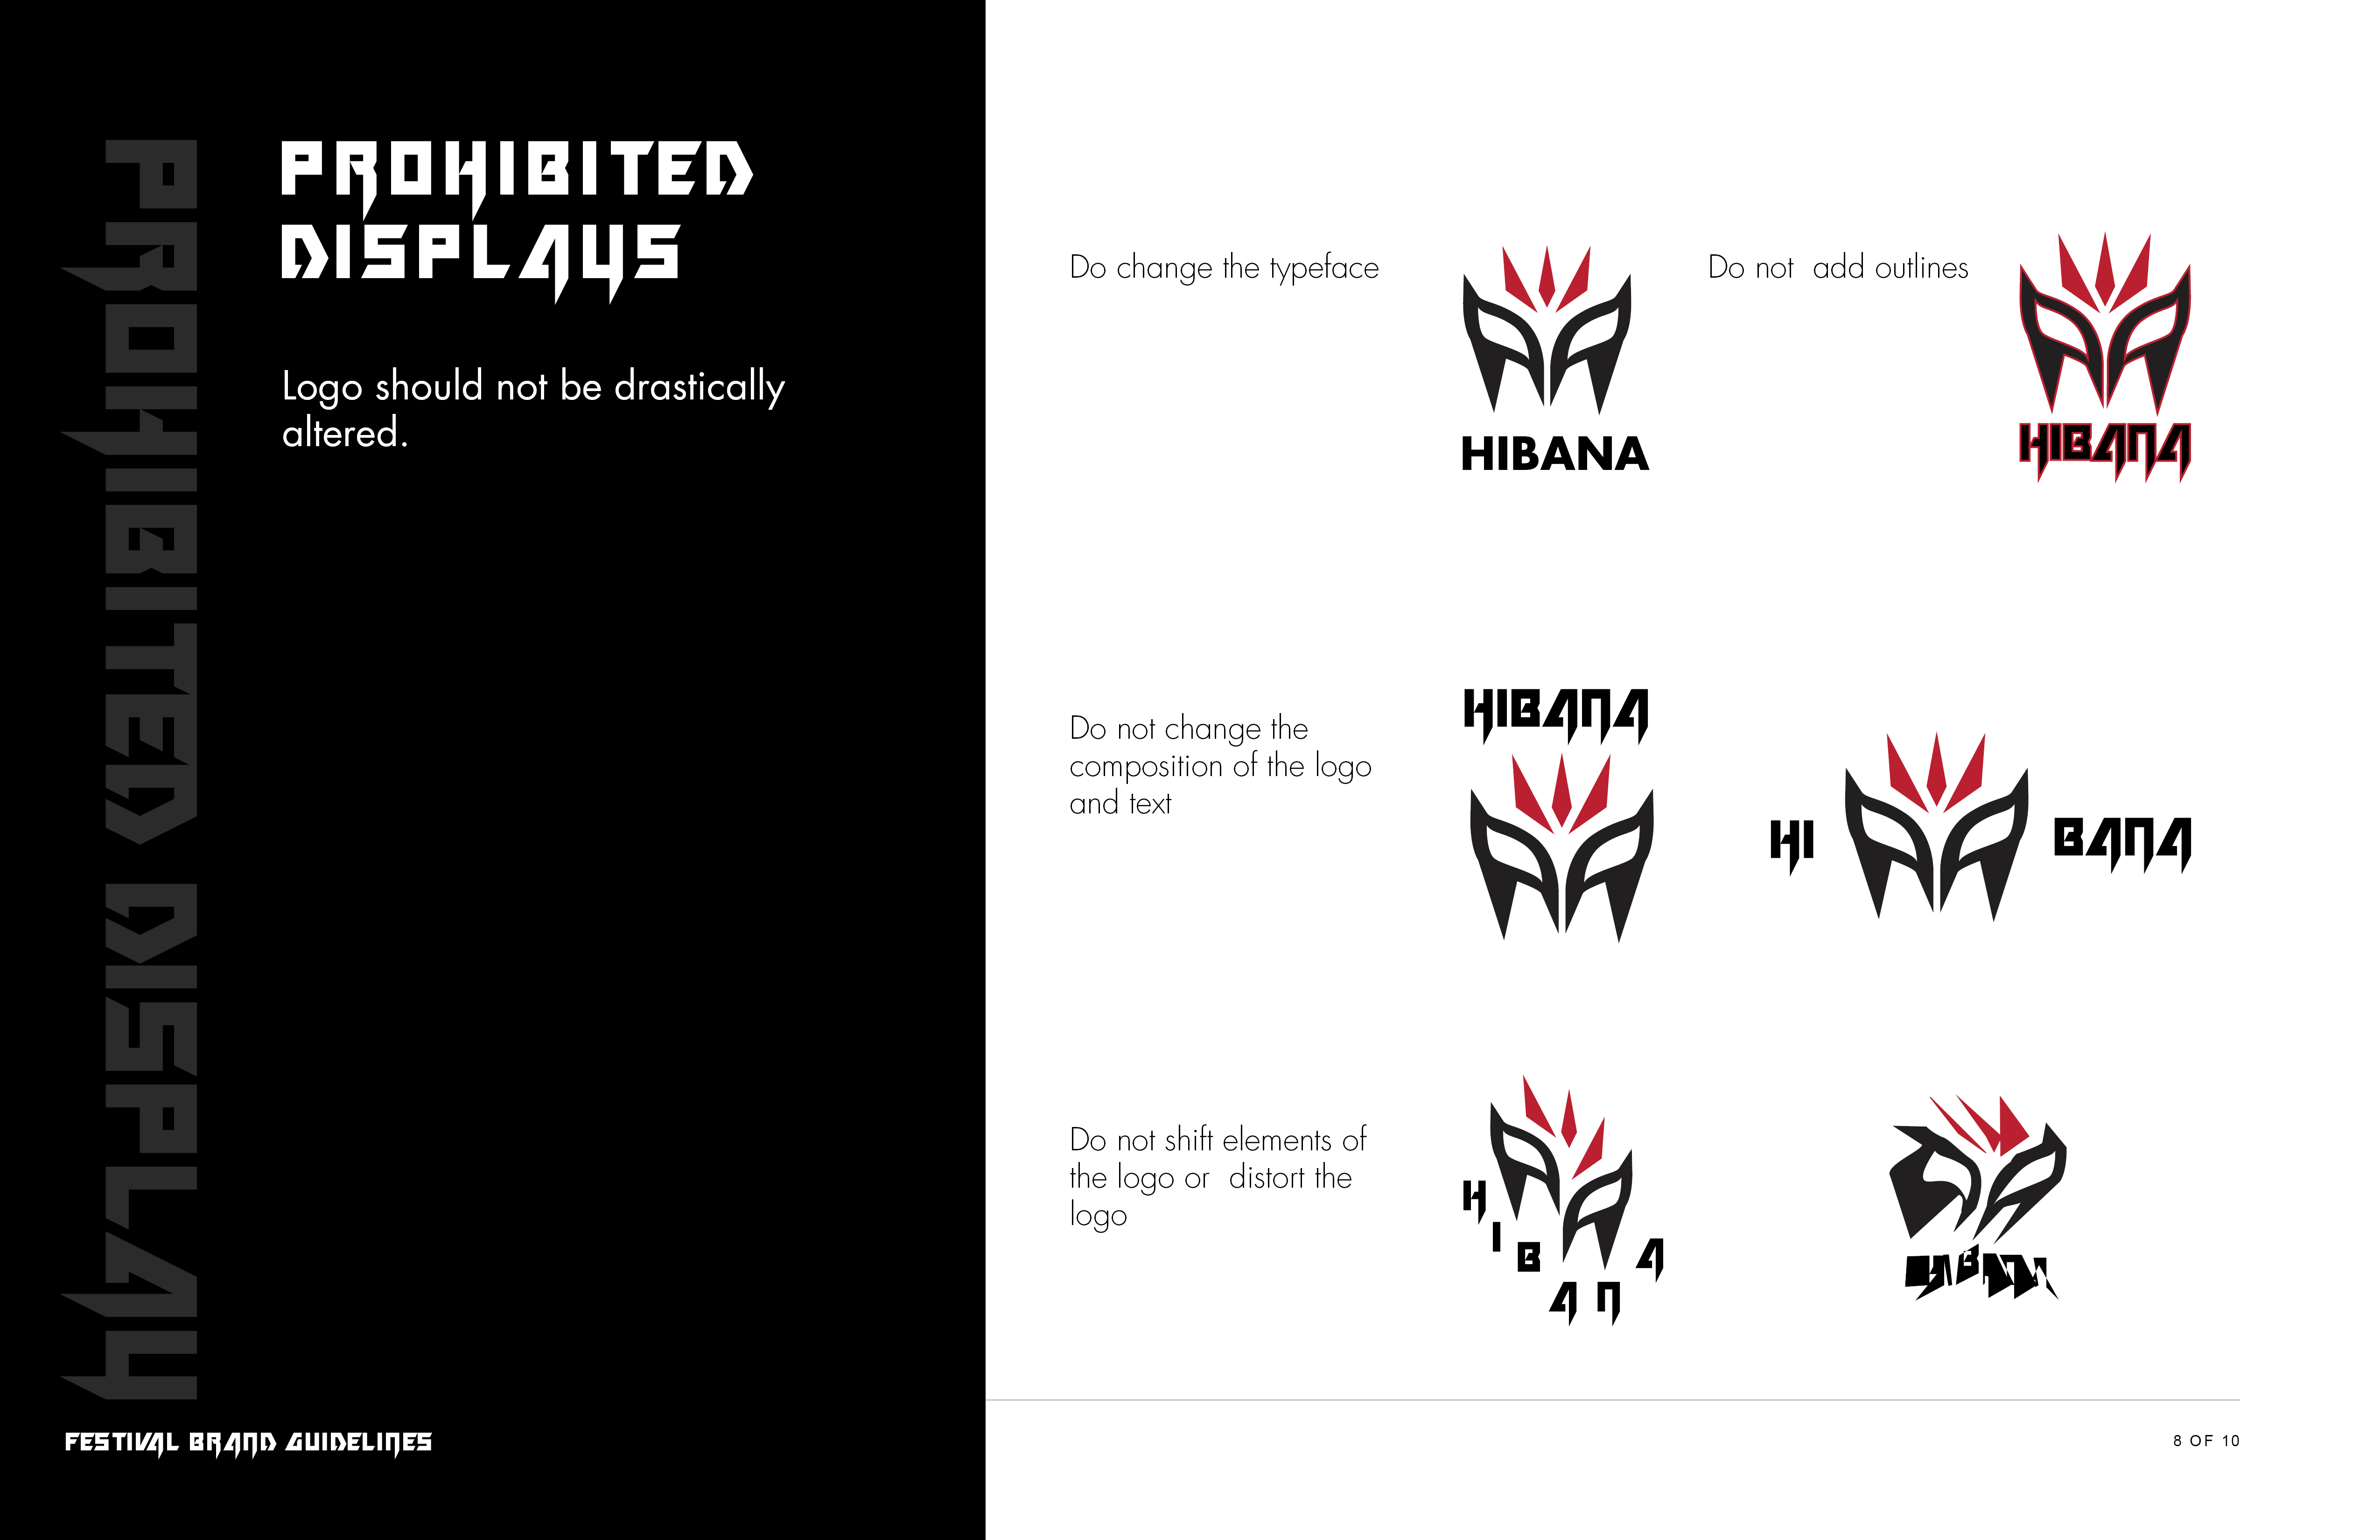 PROHIBITED DISPLAY
PROHIBITED
DISPLAYS
Logo should not be drastically
altered.
FESTIVAL BRAND GUIDELINES
Do change the typeface
HIBANA
Do not  add outlines
HIBANA
Do not change the
composition of the logo
and text
HIBANA
HI BANA
Do not shift elements of
the logo or  distort the
logo
H
I
B
A
N
A
HIBANA
8 OF 10